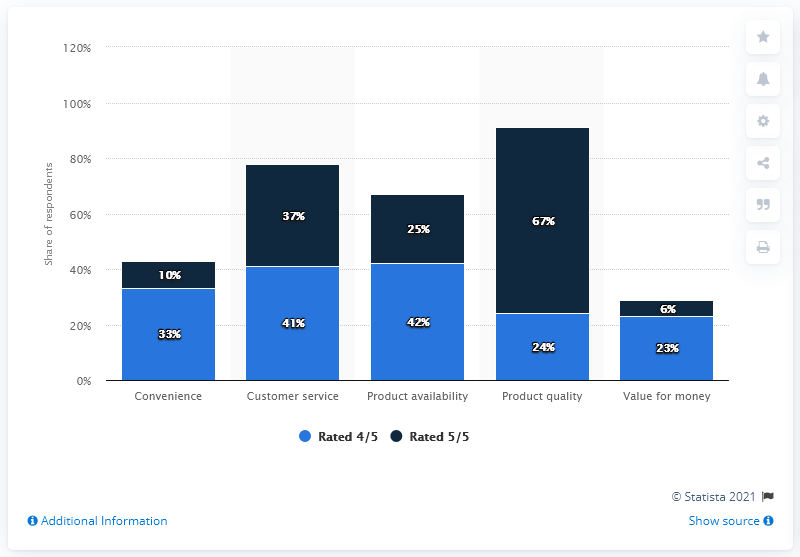 120%
100%
80%
60%
40%
20%
0%
Share of respondents
10%
33%
37%
41%
25%
42%
67%
24%
6%
23%
Convenience
Customer service
Product availability
Product quality
Value for money
Rated 4/5
Rated 5/5
© Statista 2021
Additional Information
Show source